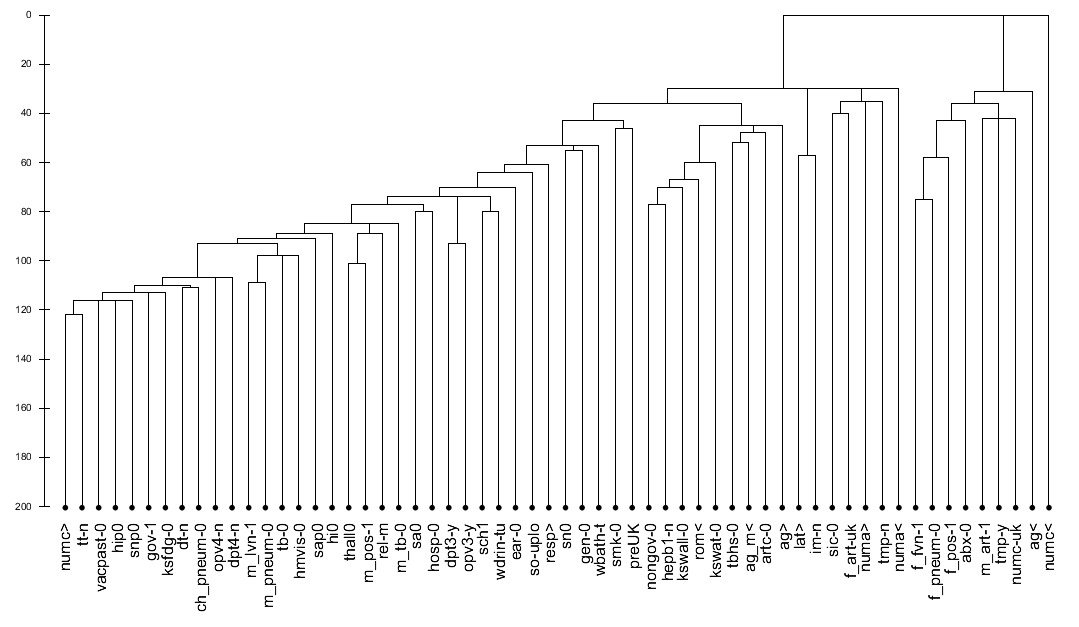 0
20
40
60
80
100
120
140
160
180
200
numc>
tt-n
vacpast-0
hip0
snp0
gov-1
ksfdg-0
dt-n
ch_pneum-0
opv4-n
dpt4-n
m_lvn-1
m_pneum-0
tb-0
hmvis-0
sap0
hi0
thall0
m_pos-1
rel-m
m_tb-0
sa0
hosp-0
dpt3-y
opv3-y
sch1
wdrin-tu
ear-0
so-uplo
resp>
sn0
gen-0
wbath-t
smk-0
preUK
nongov-0
hepb1-n
kswall-0
rom<
kswat-0
tbhs-0
ag_m<
artc-0
ag>
lat>
im-n
sic-0
f_art-uk
numa>
tmp-n
numa<
f_fvn-1
f_pneum-0
f_pos-1
abx-0
m_art-1
tmp-y
numc-uk
ag<
numc<